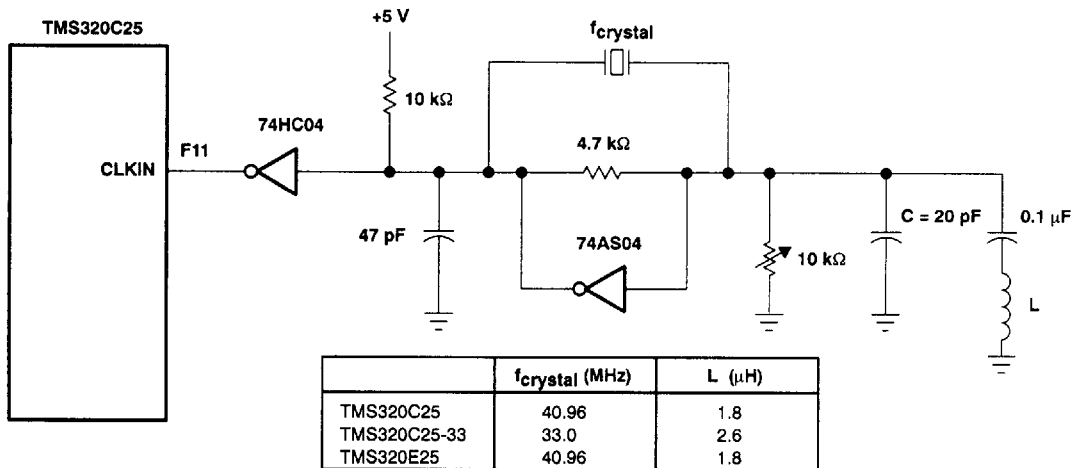 TMS320C25
+5 V
f crystal
10 kΩ
74HC04
4.7 kΩ
F11
CLKIN
C = 20 pF
0.1 μF
47 pF
74AS04
10 kΩ
L
f crystal (MHz) L (μH)
TMS320C25 40.96 1.8
TMS320C25-33 33.0 2.6
TMS320E25 40.96 1.8